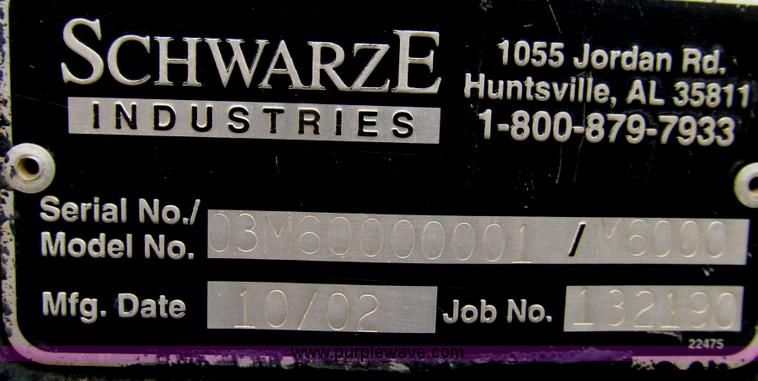 SCHWARZE
INDUSTRIES
1055 Jordan Rd.
Huntsville, AL 35811
1-800-879-7933
Serial No./
Model No. 03M60000001 / M6000
Mfg. Date 10/02 Job No. 132190
22475
www.purplewave.com